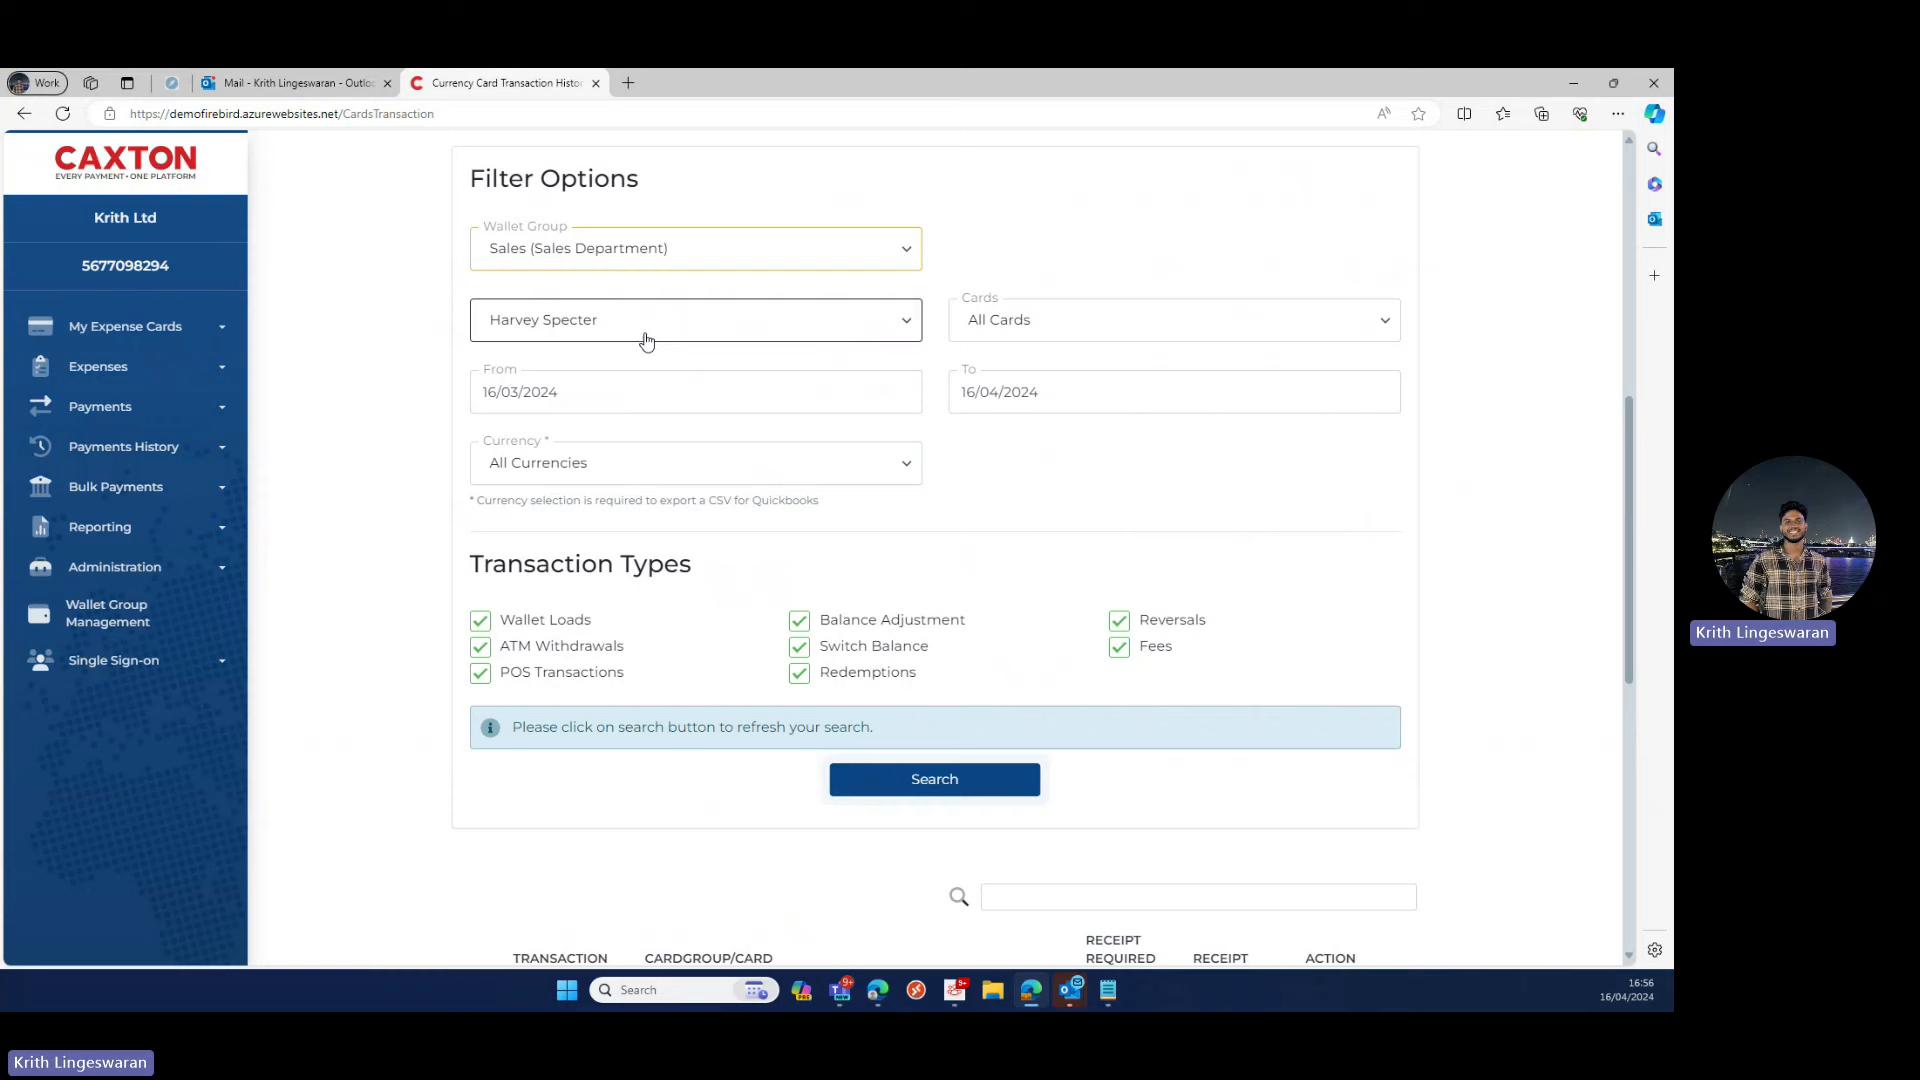 Work
Mail - Krith Lingeswaran - Outlo
Currency Card Transaction Histo
https://demofirebird.azurewebsites.net/CardsTransaction
CAXTON
EVERY PAYMENT • ONE PLATFORM
Krith Ltd
5677098294
My Expense Cards
Expenses
Payments
Payments History
Bulk Payments
Reporting
Administration
Wallet Group
Management
Single Sign-on
Filter Options
Wallet Group
Sales (Sales Department)
Harvey Specter
Cards
All Cards
From
16/03/2024
To
16/04/2024
Currency *
All Currencies
* Currency selection is required to export a CSV for Quickbooks
Transaction Types
Wallet Loads
Balance Adjustment
Reversals
ATM Withdrawals
Switch Balance
Fees
POS Transactions
Redemptions
Please click on search button to refresh your search.
Search
TRANSACTION
CARDGROUP/CARD
RECEIPT
REQUIRED
RECEIPT
ACTION
Search
PRE
9+
NEW
9+
16:56
16/04/2024
Krith Lingeswaran
Krith Lingeswaran